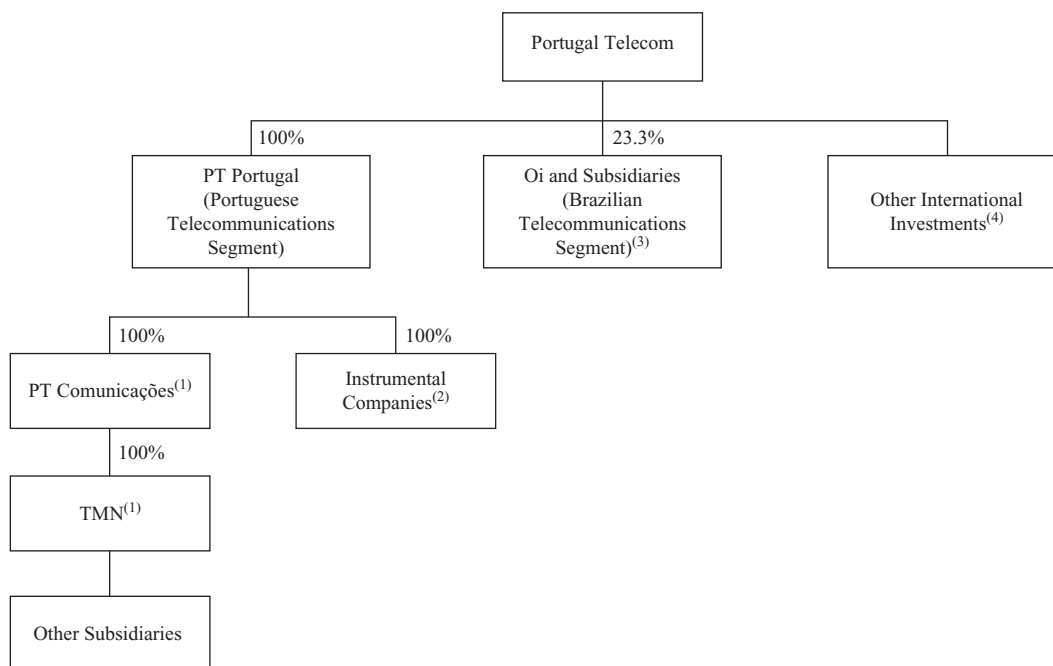 Portugal Telecom
100%
23.3%
PT Portugal
(Portuguese
Telecommunications
Segment)
Oi and Subsidiaries
(Brazilian
Telecommunications
Segment)(3)
Other International
Investments(4)
100%
100%
PT Comunicações(1)
Instrumental
Companies(2)
100%
TMN(1)
Other Subsidiaries